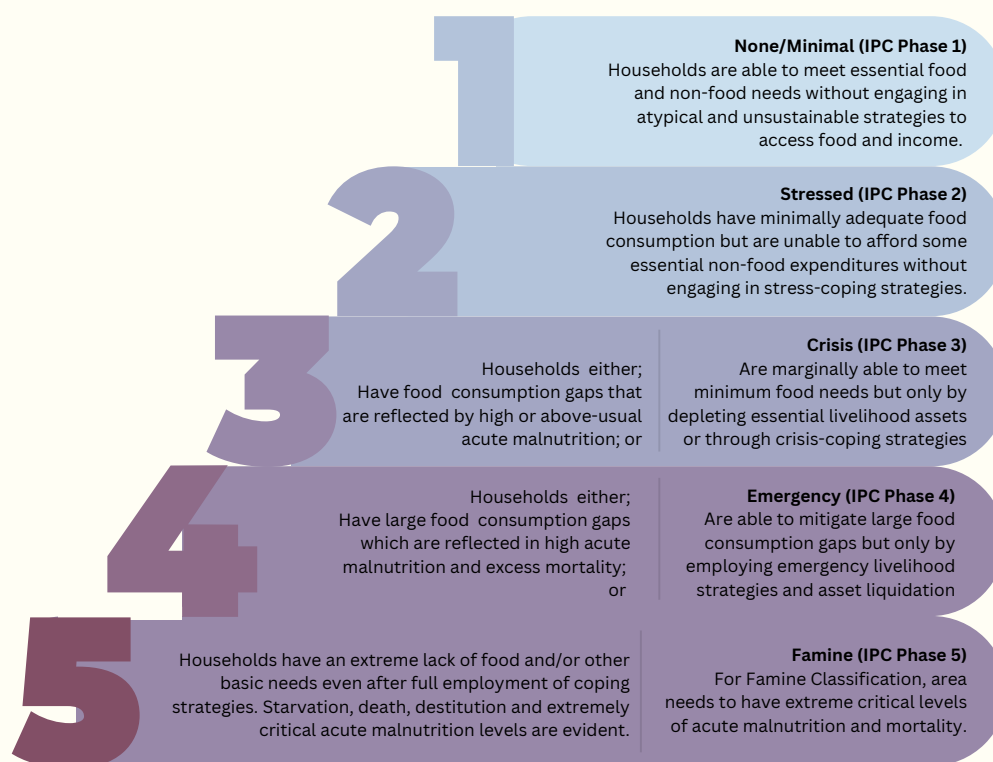 1
None/Minimal (IPC Phase 1)
Households are able to meet essential food
and non-food needs without engaging in
atypical and unsustainable strategies to
access food and income.
2
Stressed (IPC Phase 2)
Households have minimally adequate food
consumption but are unable to afford some
essential non-food expenditures without
engaging in stress-coping strategies.
3
Households either;
Have food consumption gaps that
are reflected by high or above-usual
acute malnutrition; or
Crisis (IPC Phase 3)
Are marginally able to meet
minimum food needs but only by
depleting essential livelihood assets
or through crisis-coping strategies
4
Households either;
Have large food consumption gaps
which are reflected in high acute
malnutrition and excess mortality;
or
Emergency (IPC Phase 4)
Are able to mitigate large food
consumption gaps but only by
employing emergency livelihood
strategies and asset liquidation
5
Households have an extreme lack of food and/or other
basic needs even after full employment of coping
strategies. Starvation, death, destitution and extremely
critical acute malnutrition levels are evident.
Famine (IPC Phase 5)
For Famine Classification, area
needs to have extreme critical levels
of acute malnutrition and mortality.